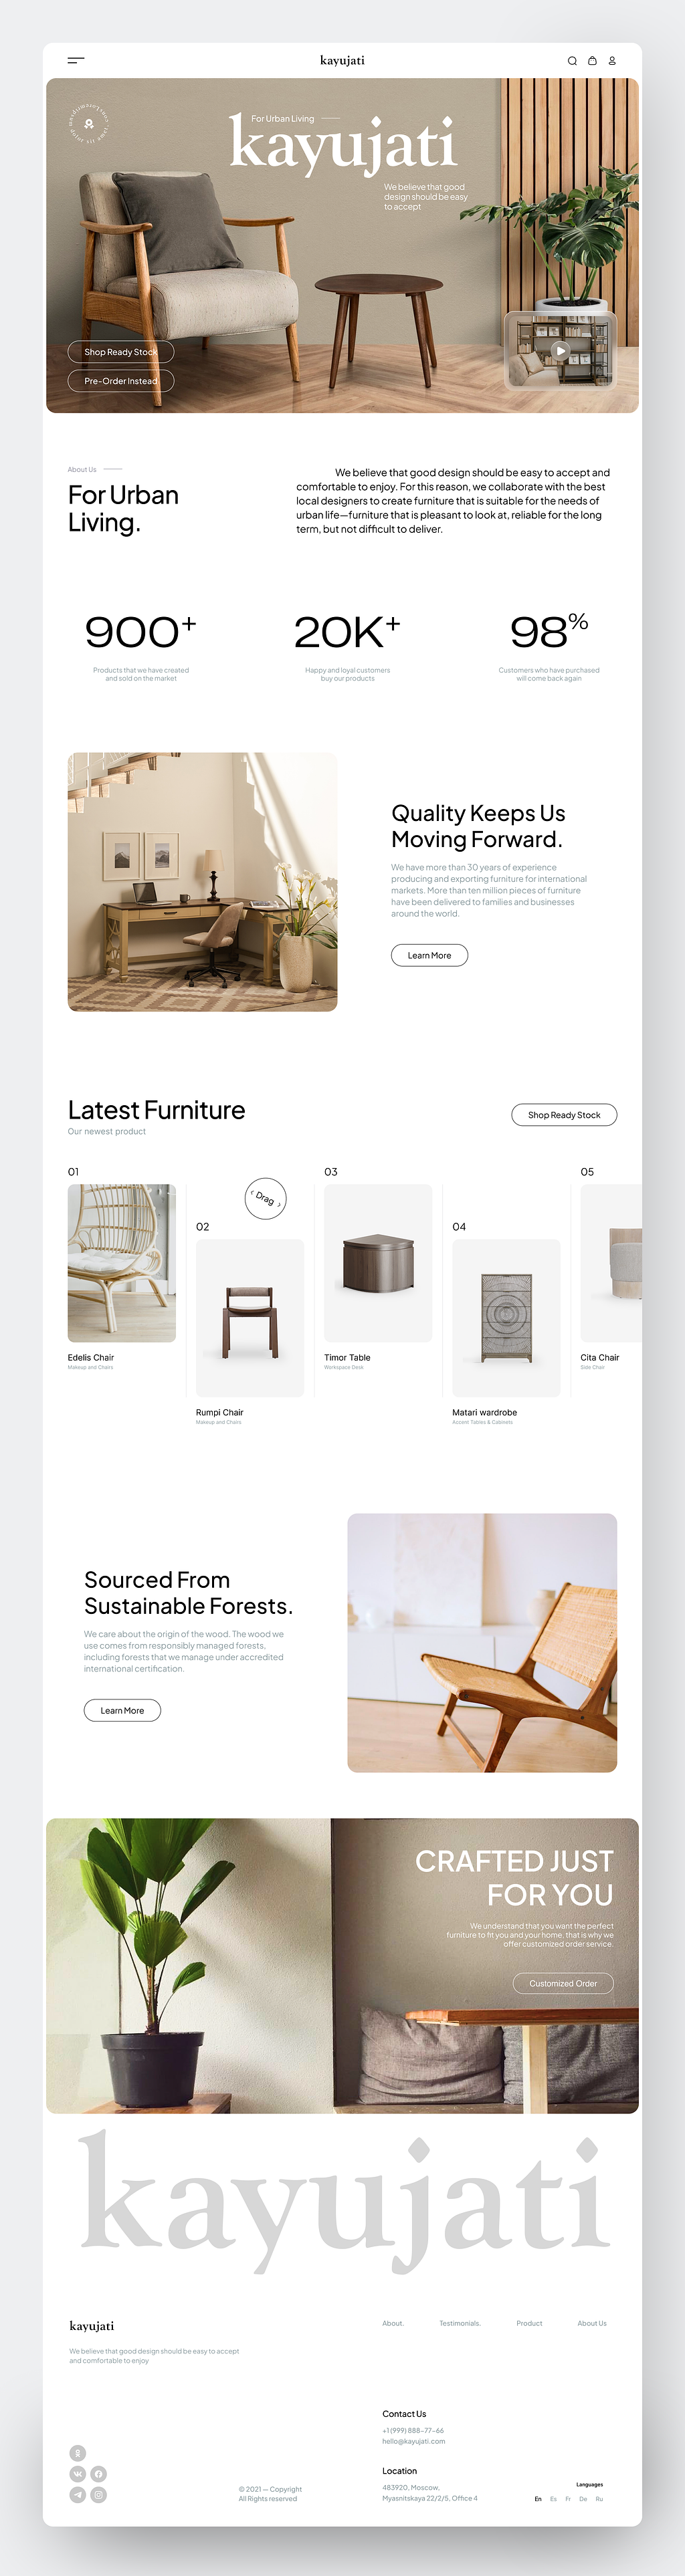 kayujati
For Urban Living
kayujati
We believe that good
design should be easy
to accept
Shop Ready Stock
Pre-Order Instead
About Us
For Urban
Living.
We believe that good design should be easy to accept and
comfortable to enjoy. For this reason, we collaborate with the best
local designers to create furniture that is suitable for the needs of
urban life—furniture that is pleasant to look at, reliable for the long
term, but not difficult to deliver.
900+
Products that we have created
and sold on the market
20K+
Happy and loyal customers
buy our products
98%
Customers who have purchased
will come back again
Quality Keeps Us
Moving Forward.
We have more than 30 years of experience
producing and exporting furniture for international
markets. More than ten million pieces of furniture
have been delivered to families and businesses
around the world.
Learn More
Latest Furniture
Our newest product
Shop Ready Stock
01
Edelis Chair
Makeup and Chairs
‹ Drag ›
02
Rumpi Chair
Makeup and Chairs
03
Timor Table
Workspace Desk
04
Matari wardrobe
Accent Tables & Cabinets
05
Cita Chair
Side Chair
Sourced From
Sustainable Forests.
We care about the origin of the wood. The wood we
use comes from responsibly managed forests,
including forests that we manage under accredited
international certification.
Learn More
CRAFTED JUST
FOR YOU
We understand that you want the perfect
furniture to fit you and your home, that is why we
offer customized order service.
Customized Order
kayujati
kayujati
We believe that good design should be easy to accept
and comfortable to enjoy
About.
Testimonials.
Product
About Us
Contact Us
+1 (999) 888-77-66
hello@kayujati.com
Location
483920, Moscow,
Myasnitskaya 22/2/5, Office 4
© 2021 — Copyright
All Rights reserved
Languages
En Es Fr De Ru